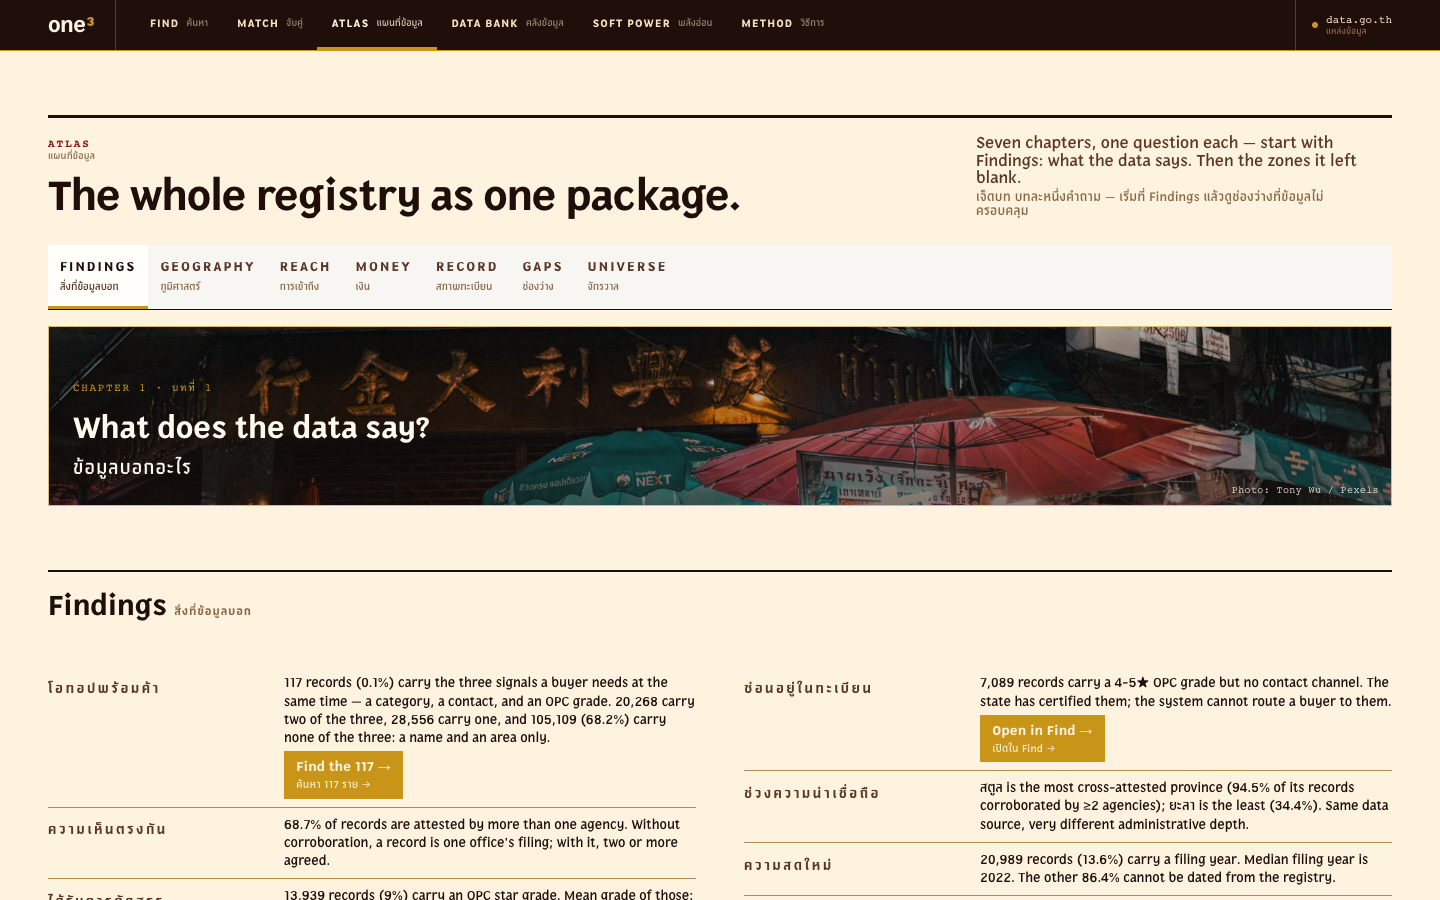 one³
FIND ค้นหา
MATCH จับคู่
ATLAS แผนที่ข้อมูล
DATA BANK คลังข้อมูล
SOFT POWER พลังอ่อน
METHOD วิธีการ
data.go.th
แหล่งข้อมูล
ATLAS
แผนที่ข้อมูล
The whole registry as one package.
Seven chapters, one question each — start with
Findings: what the data says. Then the zones it left
blank.
เจ็ดบท บทละหนึ่งคำถาม — เริ่มที่ Findings แล้วดูช่องว่างที่ข้อมูลไม่
ครอบคลุม
FINDINGS
สิ่งที่ข้อมูลบอก
GEOGRAPHY
ภูมิศาสตร์
REACH
การเข้าถึง
MONEY
เงิน
RECORD
สภาพทะเบียน
GAPS
ช่องว่าง
UNIVERSE
จักรวาล
行金大利興
CHAPTER 1 · บทที่ 1
What does the data say?
ข้อมูลบอกอะไร
NEXT
NEXT
Photo: Tony Wu / Pexels
Findings สิ่งที่ข้อมูลบอก
โอทอปพร้อมค้า
117 records (0.1%) carry the three signals a buyer needs at the
same time — a category, a contact, and an OPC grade. 20,268 carry
two of the three, 28,556 carry one, and 105,109 (68.2%) carry
none of the three: a name and an area only.
Find the 117 →
ค้นหา 117 ราย →
ความเห็นตรงกัน
68.7% of records are attested by more than one agency. Without
corroboration, a record is one office's filing; with it, two or more
agreed.
ได้รับการคัดสรร
13,939 records (9%) carry an OPC star grade. Mean grade of those:
ซ่อนอยู่ในทะเบียน
7,089 records carry a 4-5★ OPC grade but no contact channel. The
state has certified them; the system cannot route a buyer to them.
Open in Find →
เปิดใน Find →
ช่วงความน่าเชื่อถือ
สตูล is the most cross-attested province (94.5% of its records
corroborated by ≥2 agencies); ยะลา is the least (34.4%). Same data
source, very different administrative depth.
ความสดใหม่
20,989 records (13.6%) carry a filing year. Median filing year is
2022. The other 86.4% cannot be dated from the registry.